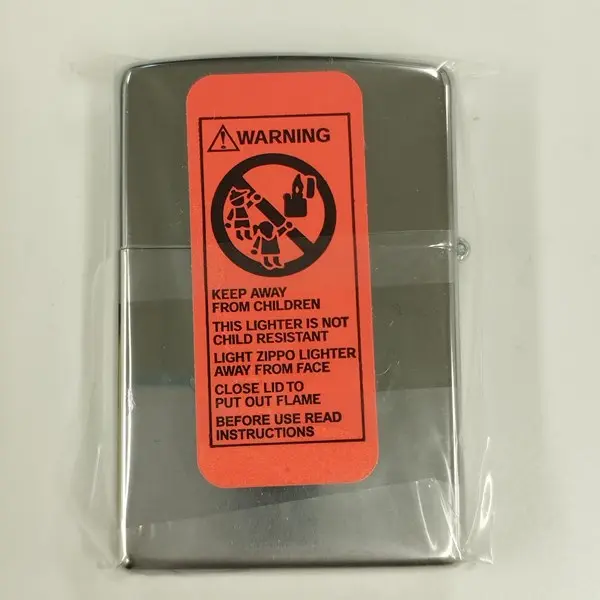 WARNING
KEEP AWAY
FROM CHILDREN
THIS LIGHTER IS NOT
CHILD RESISTANT
LIGHT ZIPPO LIGHTER
AWAY FROM FACE
CLOSE LID TO
PUT OUT FLAME
BEFORE USE READ
INSTRUCTIONS